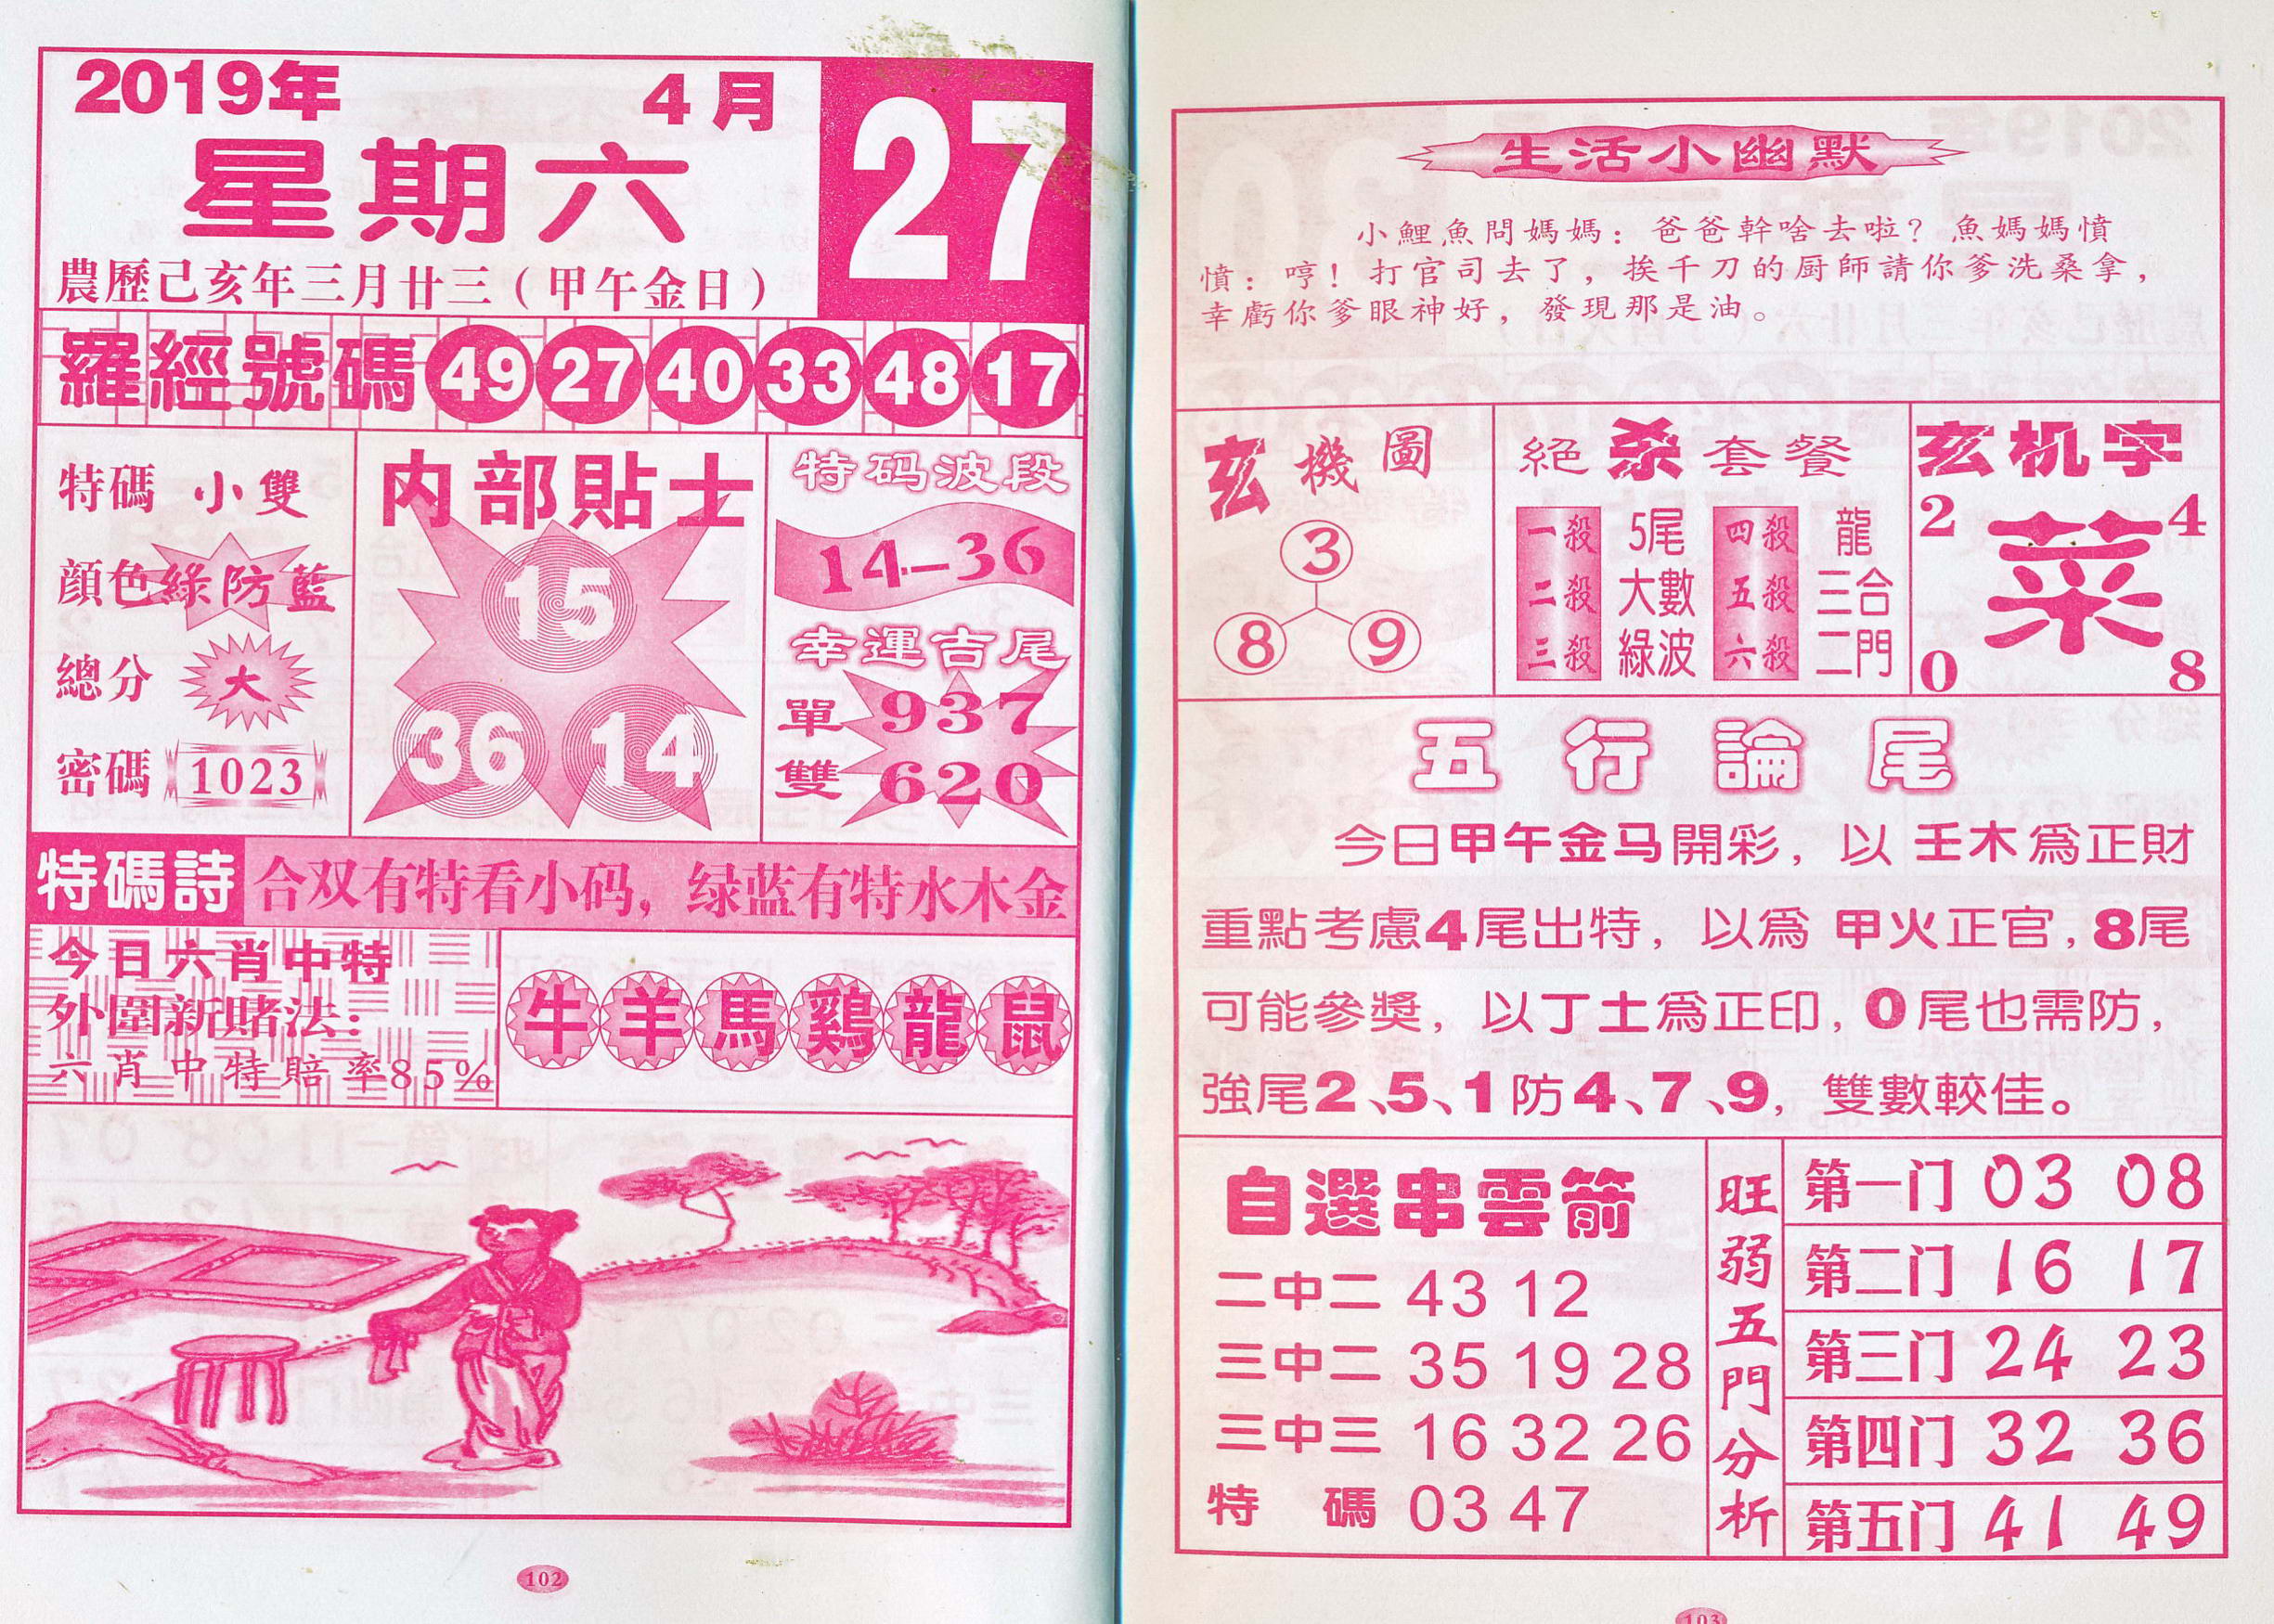 2019年 4月 27
星期六
農歷己亥年三月廿三（甲午金日）
羅經號碼 49 27 40 33 48 17
特碼 小雙
顏色 綠防藍
總分 大
密碼 1023
内部貼士
15
36 14
特码波段
14—36
幸運吉尾
單 937
雙 620
特碼詩 合双有特看小码，绿蓝有特水木金
今日六肖中特
外圍新賭法：
六肖中特賠率85%
牛羊馬鷄龍鼠
102
生活小幽默
小鯉魚問媽媽：爸爸幹啥去啦？魚媽媽憤
憤：哼！打官司去了，挨千刀的厨師請你爹洗桑拿，
幸虧你爹眼神好，發現那是油。
玄機圖
3
8 9
絕杀套餐
一殺 5尾 四殺 龍
二殺 大數 五殺 三合
三殺 綠波 六殺 二門
玄机字
2 4
菜
0 8
五行論尾
今日甲午金马開彩，以 壬木爲正財
重點考慮4尾出特，以爲 甲火正官，8尾
可能參獎，以丁土爲正印，0尾也需防，
強尾2、5、1防4、7、9，雙數較佳。
自選串雲箭
二中二 43 12
三中二 35 19 28
三中三 16 32 26
特碼 03 47
旺弱五門分析
第一门 03 08
第二门 16 17
第三门 24 23
第四门 32 36
第五门 41 49
103